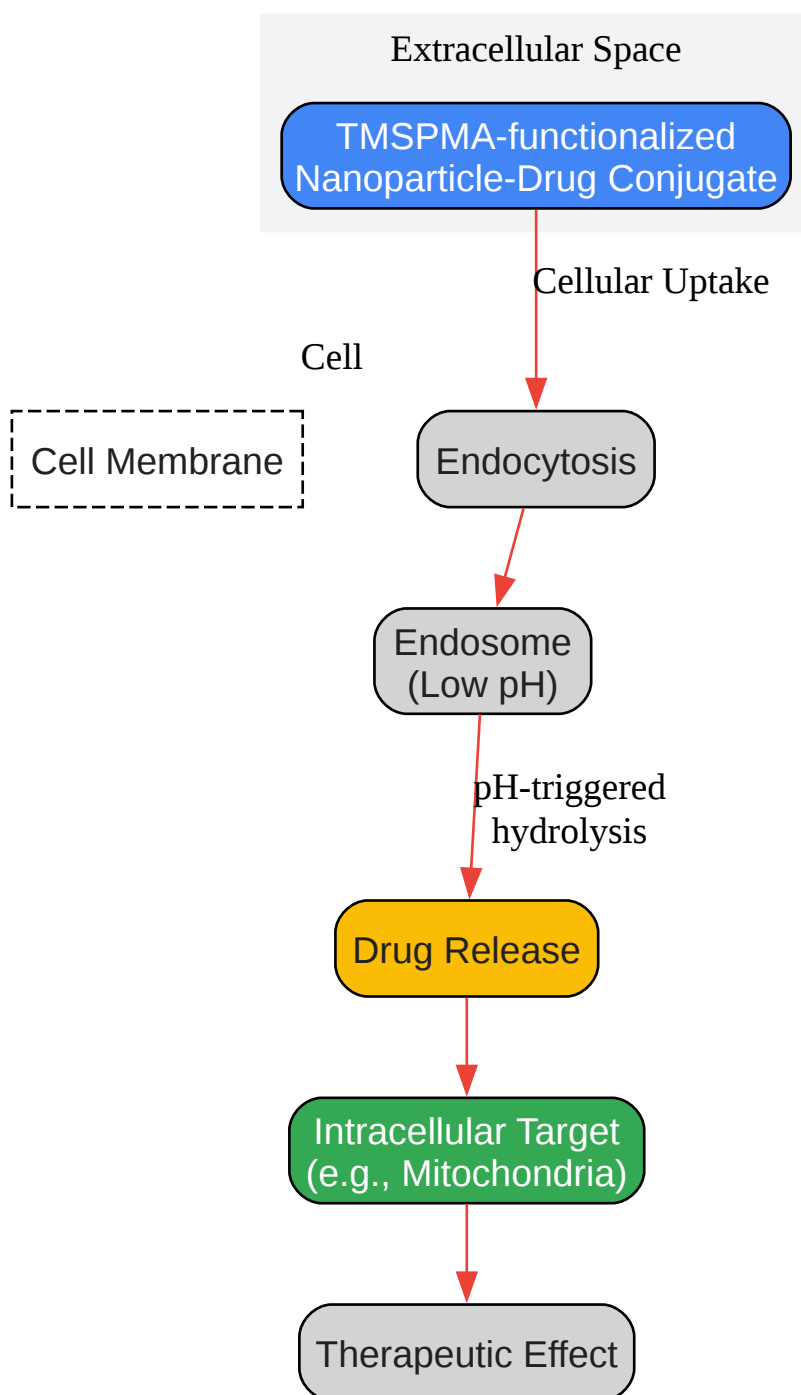 Extracellular Space
TMSPMA-functionalized
Nanoparticle-Drug Conjugate
Cellular Uptake
Cell
Cell Membrane
Endocytosis
Endosome
(Low pH)
pH-triggered
hydrolysis
Drug Release
Intracellular Target
(e.g., Mitochondria)
Therapeutic Effect